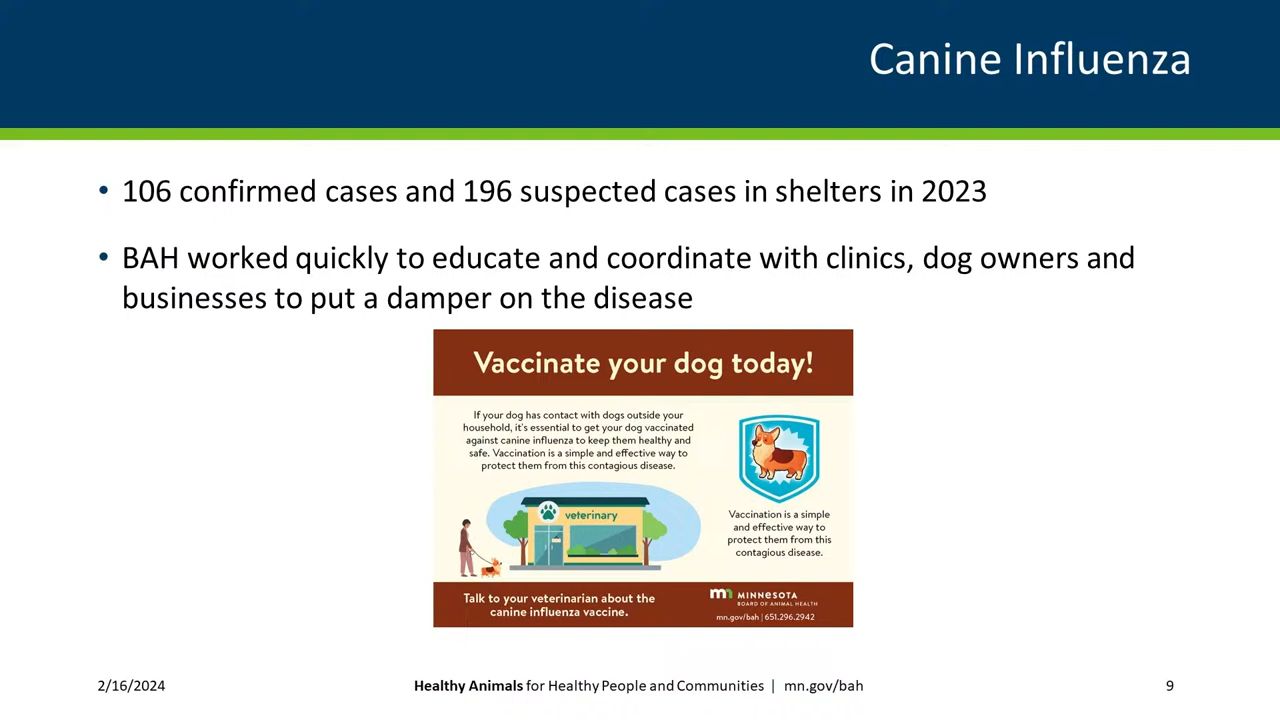 Canine Influenza
• 106 confirmed cases and 196 suspected cases in shelters in 2023
• BAH worked quickly to educate and coordinate with clinics, dog owners and
businesses to put a damper on the disease
Vaccinate your dog today!
If your dog has contact with dogs outside your
household, it's essential to get your dog vaccinated
against canine influenza to keep them healthy and
safe. Vaccination is a simple and effective way to
protect them from this contagious disease.
veterinary
Vaccination is a simple
and effective way to
protect them from this
contagious disease.
Talk to your veterinarian about the
canine influenza vaccine.
mn MINNESOTA
BOARD OF ANIMAL HEALTH
mn.gov/bah | 651.296.2942
2/16/2024
Healthy Animals for Healthy People and Communities | mn.gov/bah
9